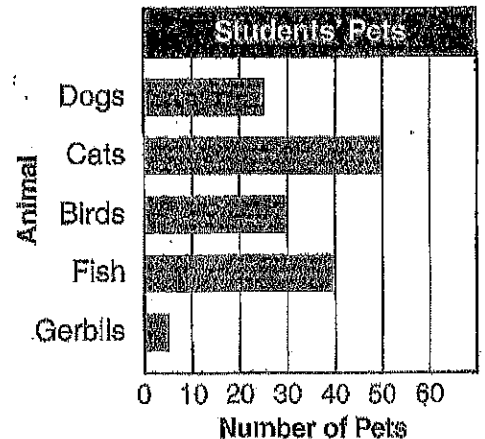 Students' Pets
Animal
Dogs
Cats
Birds
Fish
Gerbils
0 10 20 30 40 50 60
Number of Pets